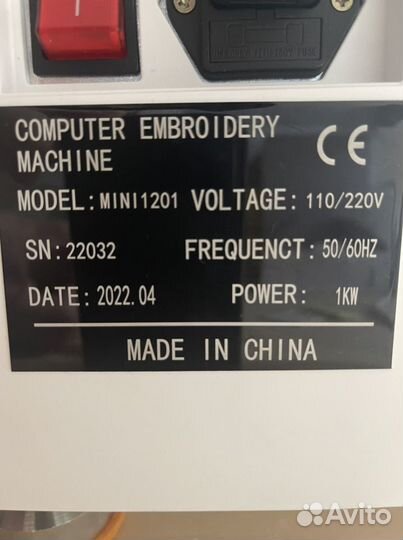 COMPUTER EMBROIDERY
MACHINE
CE
MODEL: MINI1201 VOLTAGE: 110/220V
SN: 22032 FREQUENCT: 50/60HZ
DATE: 2022.04 POWER: 1KW
MADE IN CHINA
Avito